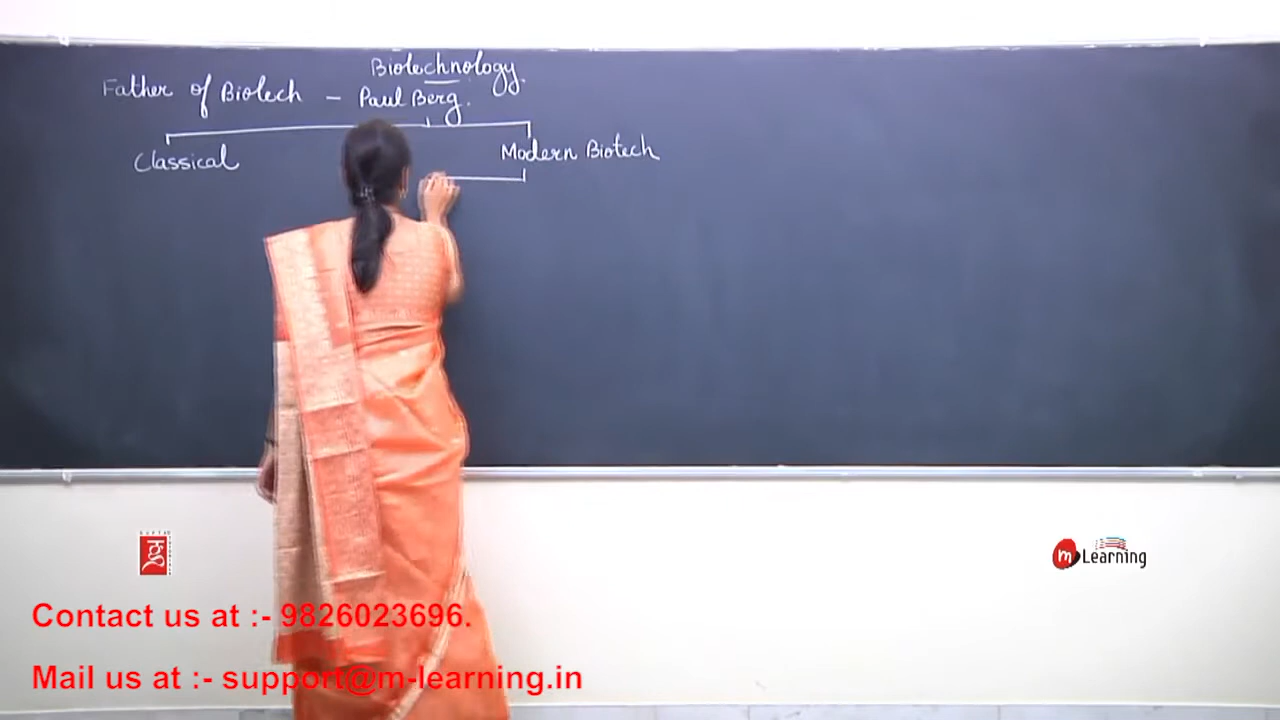 Biotechnology.
Father of Biotech - Paul Berg.
Classical
Modern Biotech
m Learning
Contact us at :- 9826023696.
Mail us at :- support@m-learning.in